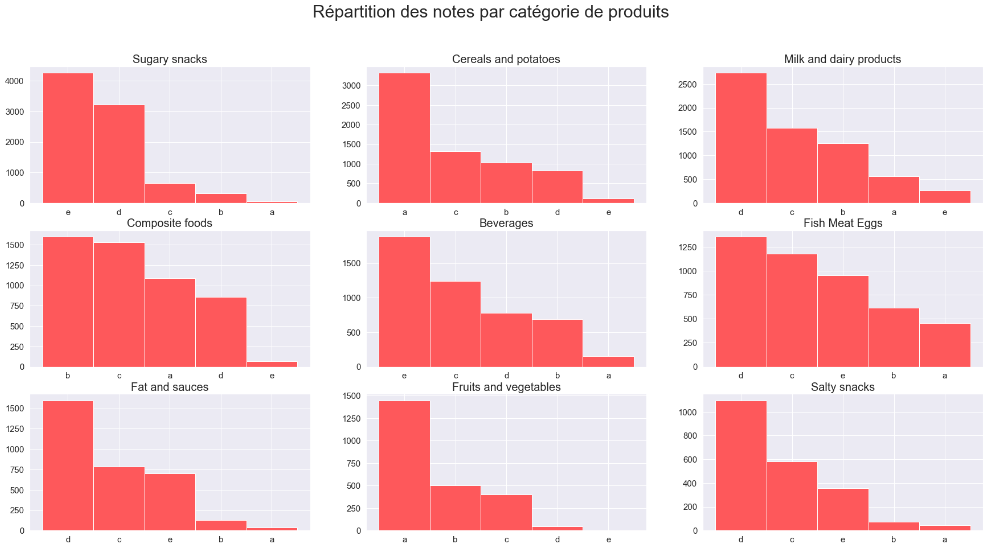 Répartition des notes par catégorie de produits
Sugary snacks
4000
3000
2000
1000
0
e d c b a
Cereals and potatoes
3000
2500
2000
1500
1000
500
0
a c b d e
Milk and dairy products
2500
2000
1500
1000
500
0
d c b a e
Composite foods
1500
1250
1000
750
500
250
0
b c a d e
Beverages
1500
1000
500
0
e c d b a
Fish Meat Eggs
1250
1000
750
500
250
0
d c e b a
Fat and sauces
1500
1250
1000
750
500
250
0
d c e b a
Fruits and vegetables
1500
1250
1000
750
500
250
0
a b c d e
Salty snacks
1000
800
600
400
200
0
d c e b a